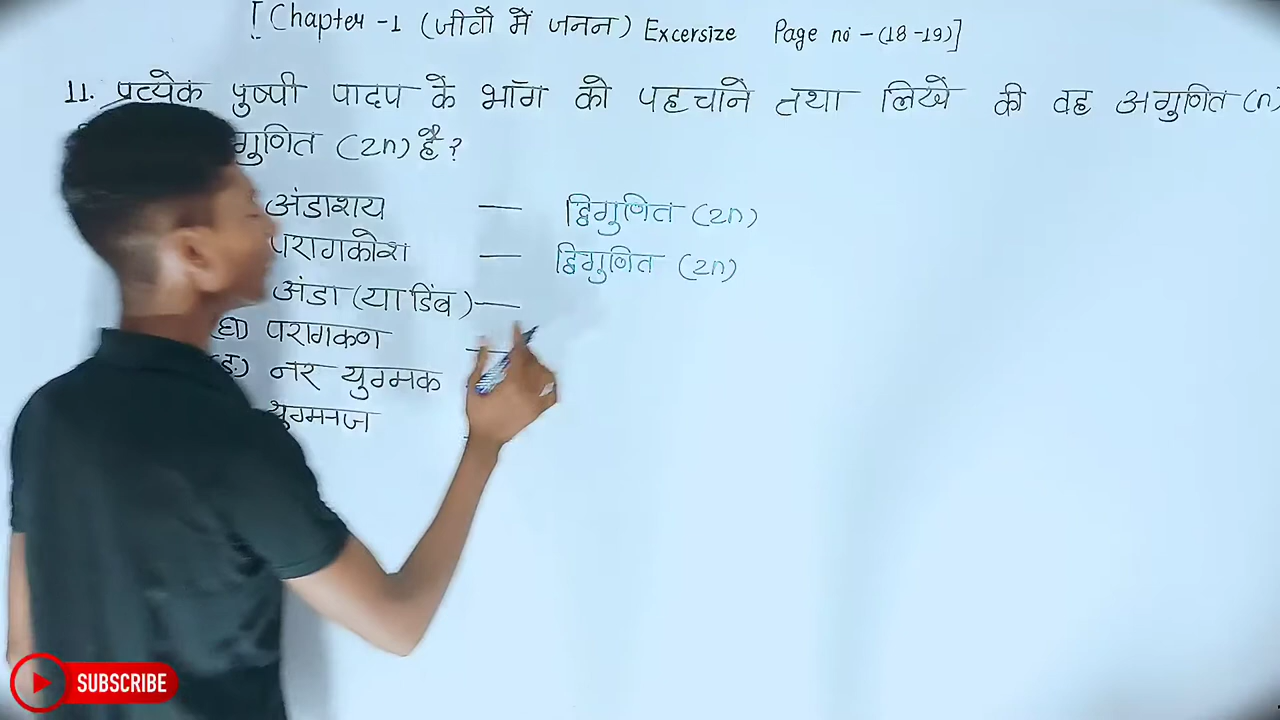 [Chapter -1 (जीवों में जनन) Excersize Page no - (18-19)]
11. प्रत्येक पुष्पी पादप के भाग को पहचाने तथा लिखे की वह अगुणित (n)
गुणित (2n) है ?
अंडाशय — द्विगुणित (2n)
परागकोश — द्विगुणित (2n)
अंडा (या डिंब) —
(घ) परागकण —
(ङ) नर युग्मक
युग्मनज
SUBSCRIBE